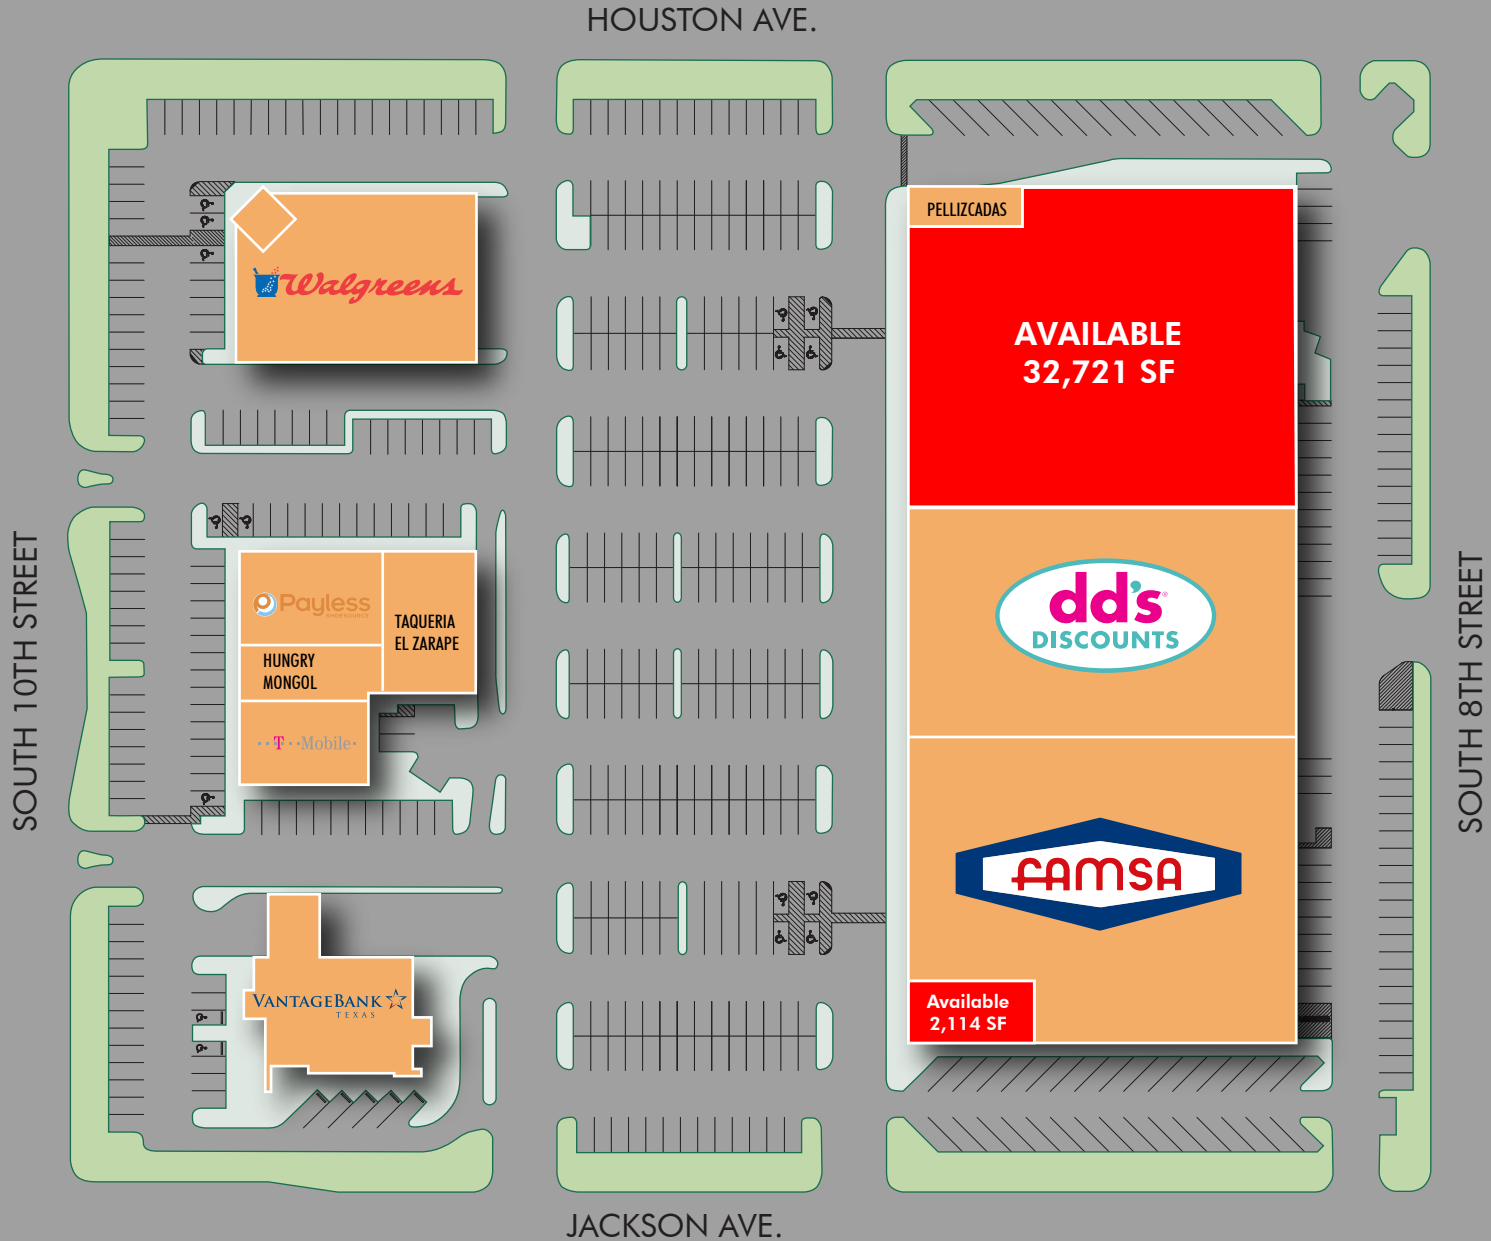 HOUSTON AVE.
PELLIZCADAS
Walgreens
AVAILABLE
32,721 SF
SOUTH 10TH STREET
SOUTH 8TH STREET
Payless
SHOESOURCE
TAQUERIA
EL ZARAPE
HUNGRY
MONGOL
T Mobile
dd's
DISCOUNTS
FAMSA
VANTAGEBANK
TEXAS
Available
2,114 SF
JACKSON AVE.